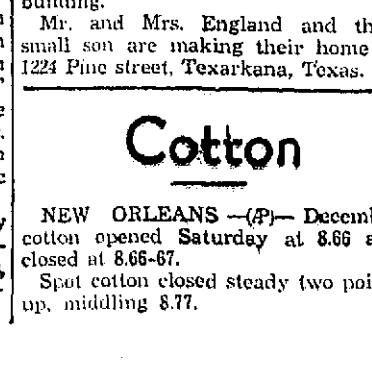 building.
Mr. and Mrs. England and th
small son are making their home
1224 Pine street, Texarkana, Texas.
Cotton
NEW ORLEANS —(AP)— Decemb
cotton opened Saturday at 8.66 a
closed at 8.66-67.
Spot cotton closed steady two poi
up, middling 8.77.